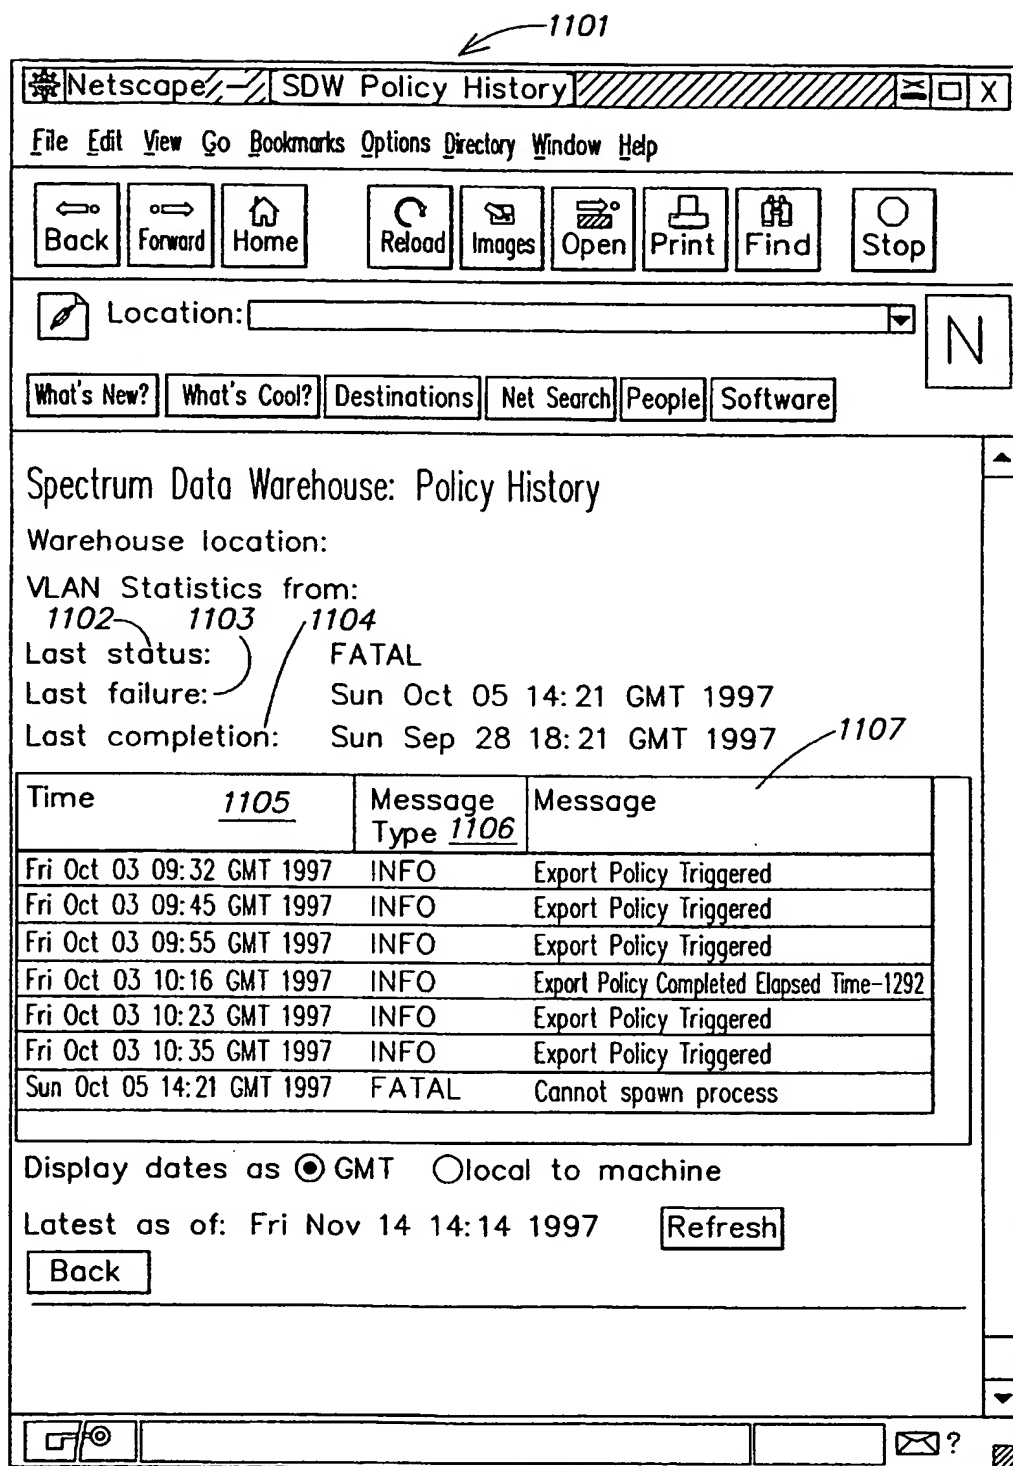 1101
Netscape - SDW Policy History X
File Edit View Go Bookmarks Options Directory Window Help
Back Forward Home Reload Images Open Print Find Stop
Location: N
What's New? What's Cool? Destinations Net Search People Software
Spectrum Data Warehouse: Policy History
Warehouse location:
VLAN Statistics from:
1102 1103 1104
Last status: FATAL
Last failure: Sun Oct 05 14:21 GMT 1997
Last completion: Sun Sep 28 18:21 GMT 1997 1107
Time 1105 Message Type 1106 Message
Fri Oct 03 09:32 GMT 1997 INFO Export Policy Triggered
Fri Oct 03 09:45 GMT 1997 INFO Export Policy Triggered
Fri Oct 03 09:55 GMT 1997 INFO Export Policy Triggered
Fri Oct 03 10:16 GMT 1997 INFO Export Policy Completed Elapsed Time-1292
Fri Oct 03 10:23 GMT 1997 INFO Export Policy Triggered
Fri Oct 03 10:35 GMT 1997 INFO Export Policy Triggered
Sun Oct 05 14:21 GMT 1997 FATAL Cannot spawn process
Display dates as GMT local to machine
Latest as of: Fri Nov 14 14:14 1997 Refresh
Back
?